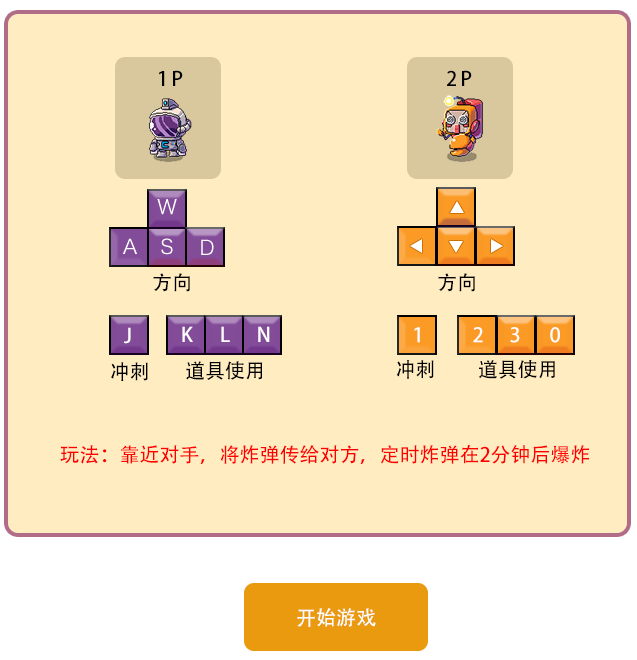 1P 2P
W
A S D
方向 方向
J K L N 1 2 3 0
冲刺 道具使用 冲刺 道具使用
玩法：靠近对手，将炸弹传给对方，定时炸弹在2分钟后爆炸
开始游戏